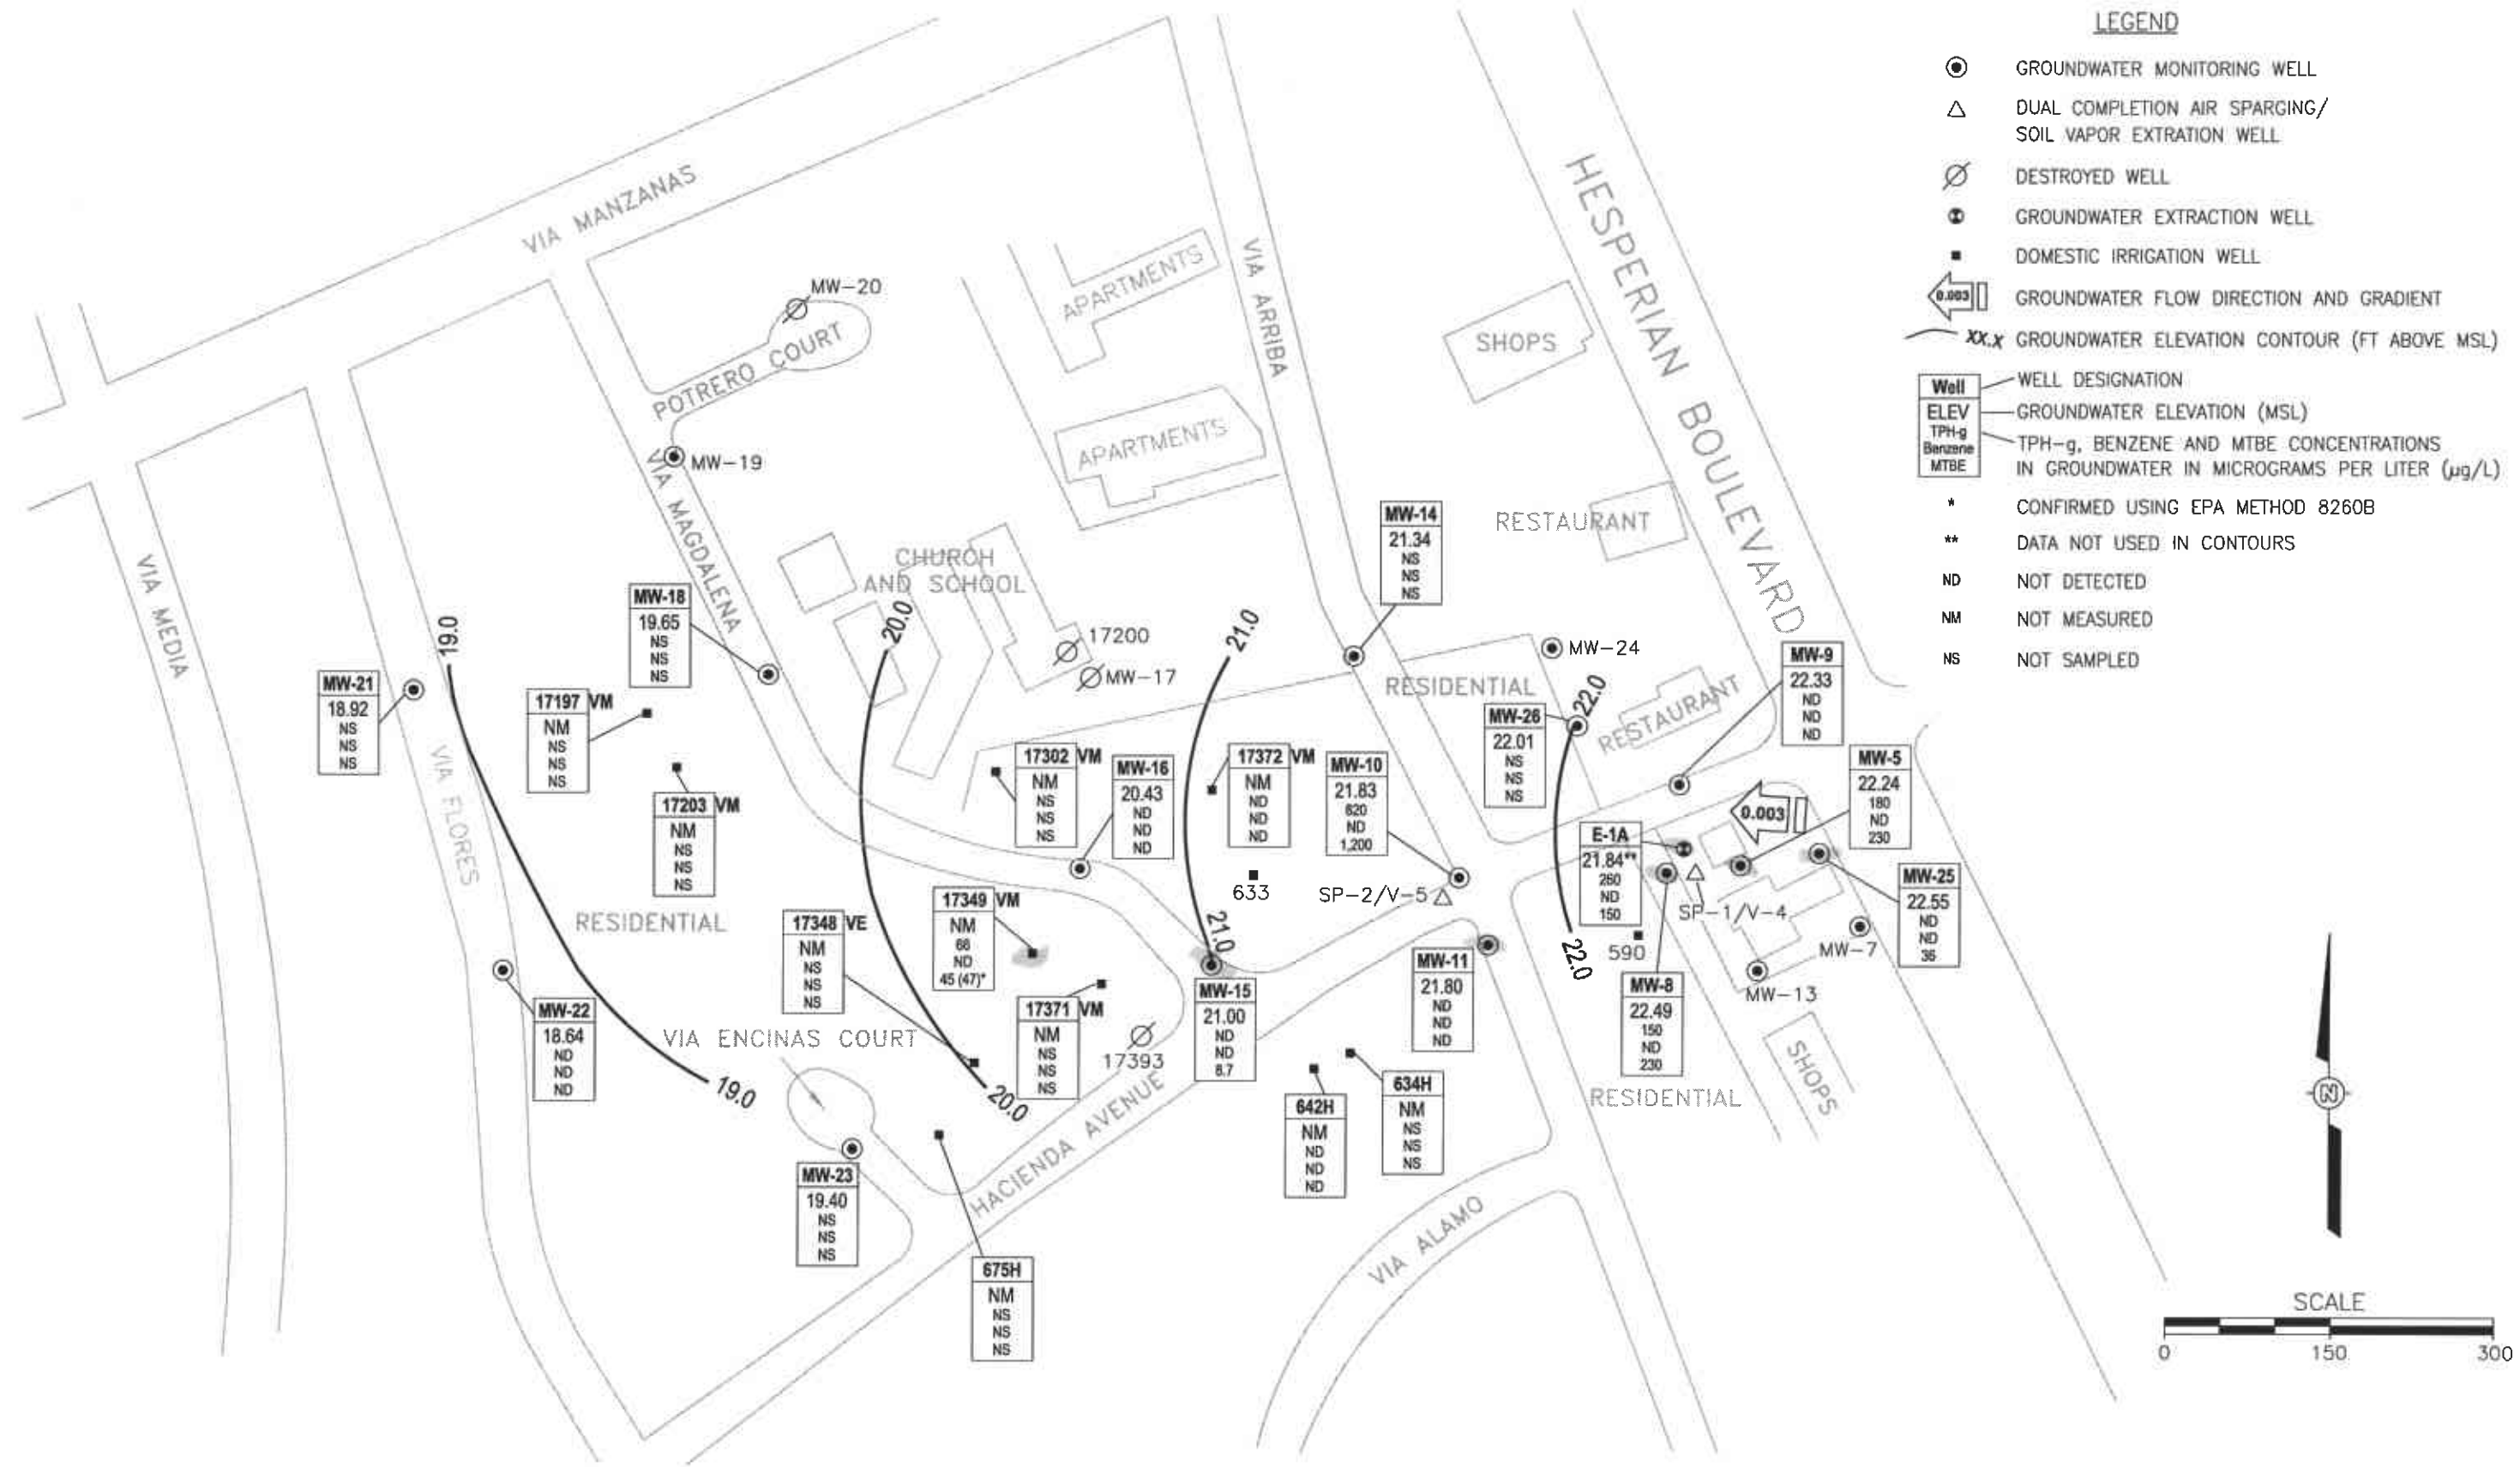 LEGEND
GROUNDWATER MONITORING WELL
DUAL COMPLETION AIR SPARGING/
SOIL VAPOR EXTRATION WELL
DESTROYED WELL
GROUNDWATER EXTRACTION WELL
DOMESTIC IRRIGATION WELL
0.003 GROUNDWATER FLOW DIRECTION AND GRADIENT
XX.X GROUNDWATER ELEVATION CONTOUR (FT ABOVE MSL)
Well
ELEV
TPH-g
Benzene
MTBE
WELL DESIGNATION
GROUNDWATER ELEVATION (MSL)
TPH-g, BENZENE AND MTBE CONCENTRATIONS
IN GROUNDWATER IN MICROGRAMS PER LITER (µg/L)
* CONFIRMED USING EPA METHOD 8260B
** DATA NOT USED IN CONTOURS
ND NOT DETECTED
NM NOT MEASURED
NS NOT SAMPLED
VIA MANZANAS
MW-20
POTRERO COURT
MW-19
VIA MAGDALENA
APARTMENTS
APARTMENTS
VIA ARRIBA
HESPERIAN BOULEVARD
SHOPS
RESTAURANT
CHURCH
AND SCHOOL
VIA MEDIA
VIA FLORES
19.0
20.0
21.0
22.0
17200
MW-17
MW-24
RESIDENTIAL
RESTAURANT
MW-14
21.34
NS
NS
NS
MW-18
19.65
NS
NS
NS
MW-21
18.92
NS
NS
NS
17197 VM
NM
NS
NS
NS
17203 VM
NM
NS
NS
NS
17302 VM
NM
NS
NS
NS
MW-16
20.43
ND
ND
ND
17372 VM
NM
ND
ND
ND
MW-10
21.83
620
ND
1,200
MW-26
22.01
NS
NS
NS
MW-9
22.33
ND
ND
ND
MW-5
22.24
180
ND
230
0.003
E-1A
21.84**
260
ND
150
MW-25
22.55
ND
ND
36
633
SP-2/V-5
SP-1/V-4
590
MW-7
MW-13
RESIDENTIAL
17348 VE
NM
NS
NS
NS
17349 VM
NM
68
ND
45 (47)*
21.0
22.0
MW-22
18.64
ND
ND
ND
VIA ENCINAS COURT
17371 VM
NM
NS
NS
NS
17393
MW-15
21.00
ND
ND
8.7
MW-11
21.80
ND
ND
ND
MW-8
22.49
150
ND
230
19.0
20.0
642H
NM
ND
ND
ND
634H
NM
NS
NS
NS
RESIDENTIAL
SHOPS
MW-23
19.40
NS
NS
NS
HACIENDA AVENUE
VIA ALAMO
675H
NM
NS
NS
NS
N
SCALE
0 150 300